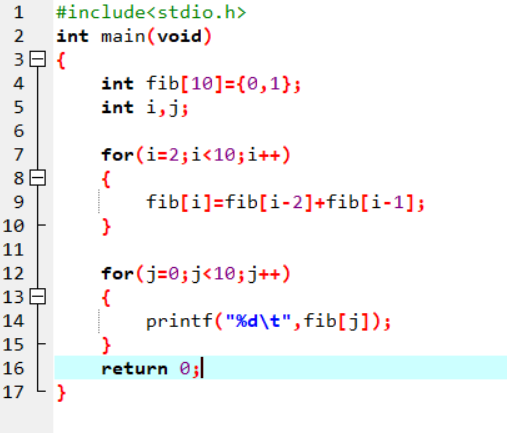 1 #include<stdio.h>
2 int main(void)
3 {
4 int fib[10]={0,1};
5 int i,j;
6
7 for(i=2;i<10;i++)
8 {
9 fib[i]=fib[i-2]+fib[i-1];
10 }
11
12 for(j=0;j<10;j++)
13 {
14 printf("%d\t",fib[j]);
15 }
16 return 0;
17 }